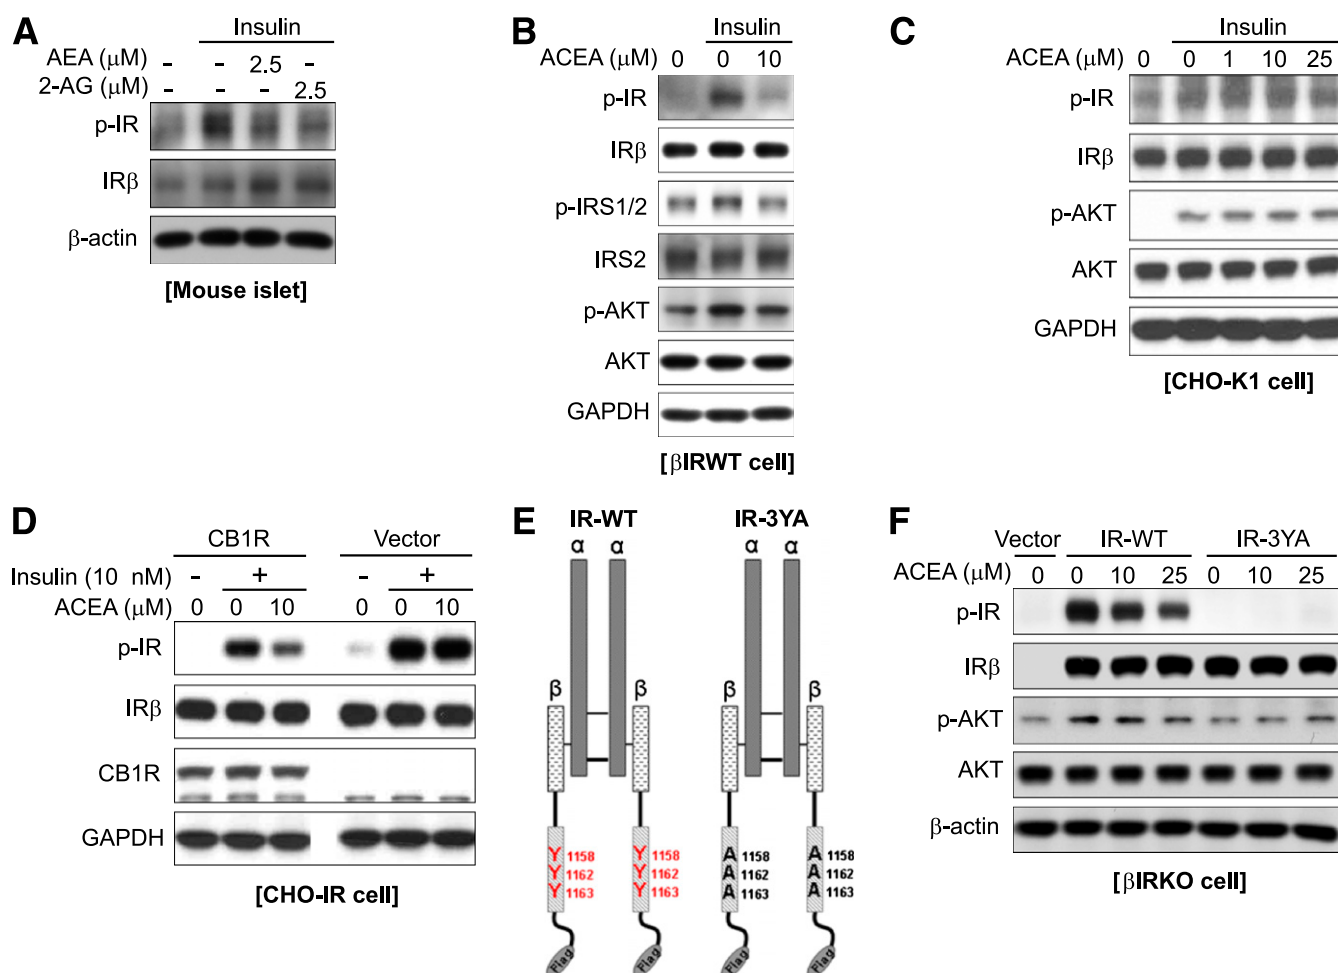 A
Insulin
AEA (μM) – – 2.5 –
2-AG (μM) – – – 2.5
p-IR
IRβ
β-actin
[Mouse islet]
B
Insulin
ACEA (μM) 0 0 10
p-IR
IRβ
p-IRS1/2
IRS2
p-AKT
AKT
GAPDH
[βIRWT cell]
C
Insulin
ACEA (μM) 0 0 1 10 25
p-IR
IRβ
p-AKT
AKT
GAPDH
[CHO-K1 cell]
D
CB1R Vector
Insulin (10 nM) – + – +
ACEA (μM) 0 0 10 0 0 10
p-IR
IRβ
CB1R
GAPDH
[CHO-IR cell]
E
IR-WT IR-3YA
α α α α
β β β β
Y 1158 Y 1158 A 1158 A 1158
Y 1162 Y 1162 A 1162 A 1162
Y 1163 Y 1163 A 1163 A 1163
Flag Flag Flag Flag
F
Vector IR-WT IR-3YA
ACEA (μM) 0 0 10 25 0 10 25
p-IR
IRβ
p-AKT
AKT
β-actin
[βIRKO cell]